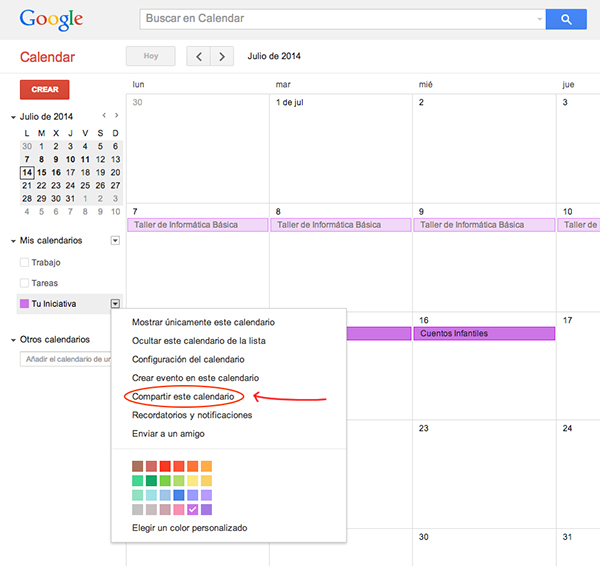 Google
Buscar en Calendar
Calendar
Hoy
Julio de 2014
lun mar mié jue
CREAR
Julio de 2014
L M X J V S D
30 1 2 3 4 5 6
7 8 9 10 11 12 13
14 15 16 17 18 19 20
21 22 23 24 25 26 27
28 29 30 31 1 2 3
4 5 6 7 8 9 10
30 1 de jul 2 3
7 8 9 10
Taller de Informática Básica Taller de Informática Básica Taller de Informática Básica Taller de
Mis calendarios
Trabajo
Tareas
Tu Iniciativa
Otros calendarios
Añadir el calendario de un
16 17
Cuentos Infantiles
Mostrar únicamente este calendario
Ocultar este calendario de la lista
Configuración del calendario
Crear evento en este calendario
Compartir este calendario
Recordatorios y notificaciones
Enviar a un amigo
Elegir un color personalizado
23 24
30 31